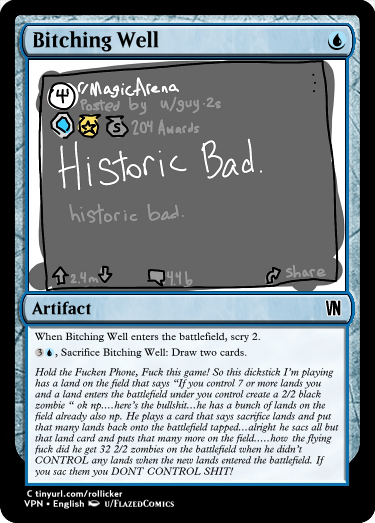 Bitching Well
r/MagicArena
Posted by u/guy-2s
S 204 Awards
Historic Bad.
historic bad.
2.4m 44b share
Artifact VN
When Bitching Well enters the battlefield, scry 2.
3, Sacrifice Bitching Well: Draw two cards.
Hold the Fucken Phone, Fuck this game! So this dickstick I'm playing
has a land on the field that says "If you control 7 or more lands you
and a land enters the battlefield under you control create a 2/2 black
zombie " ok np....here's the bullshit...he has a bunch of lands on the
field already also np. He plays a card that says sacrifice lands and put
that many lands back onto the battlefield tapped...alright he sacs all but
that land card and puts that many more on the field.....how the flying
fuck did he get 32 2/2 zombies on the battlefield when he didn't
CONTROL any lands when the new lands entered the battlefield. If
you sac them you DONT CONTROL SHIT!
C tinyurl.com/rollicker
VPN • English u/FLAZEDCOMICS